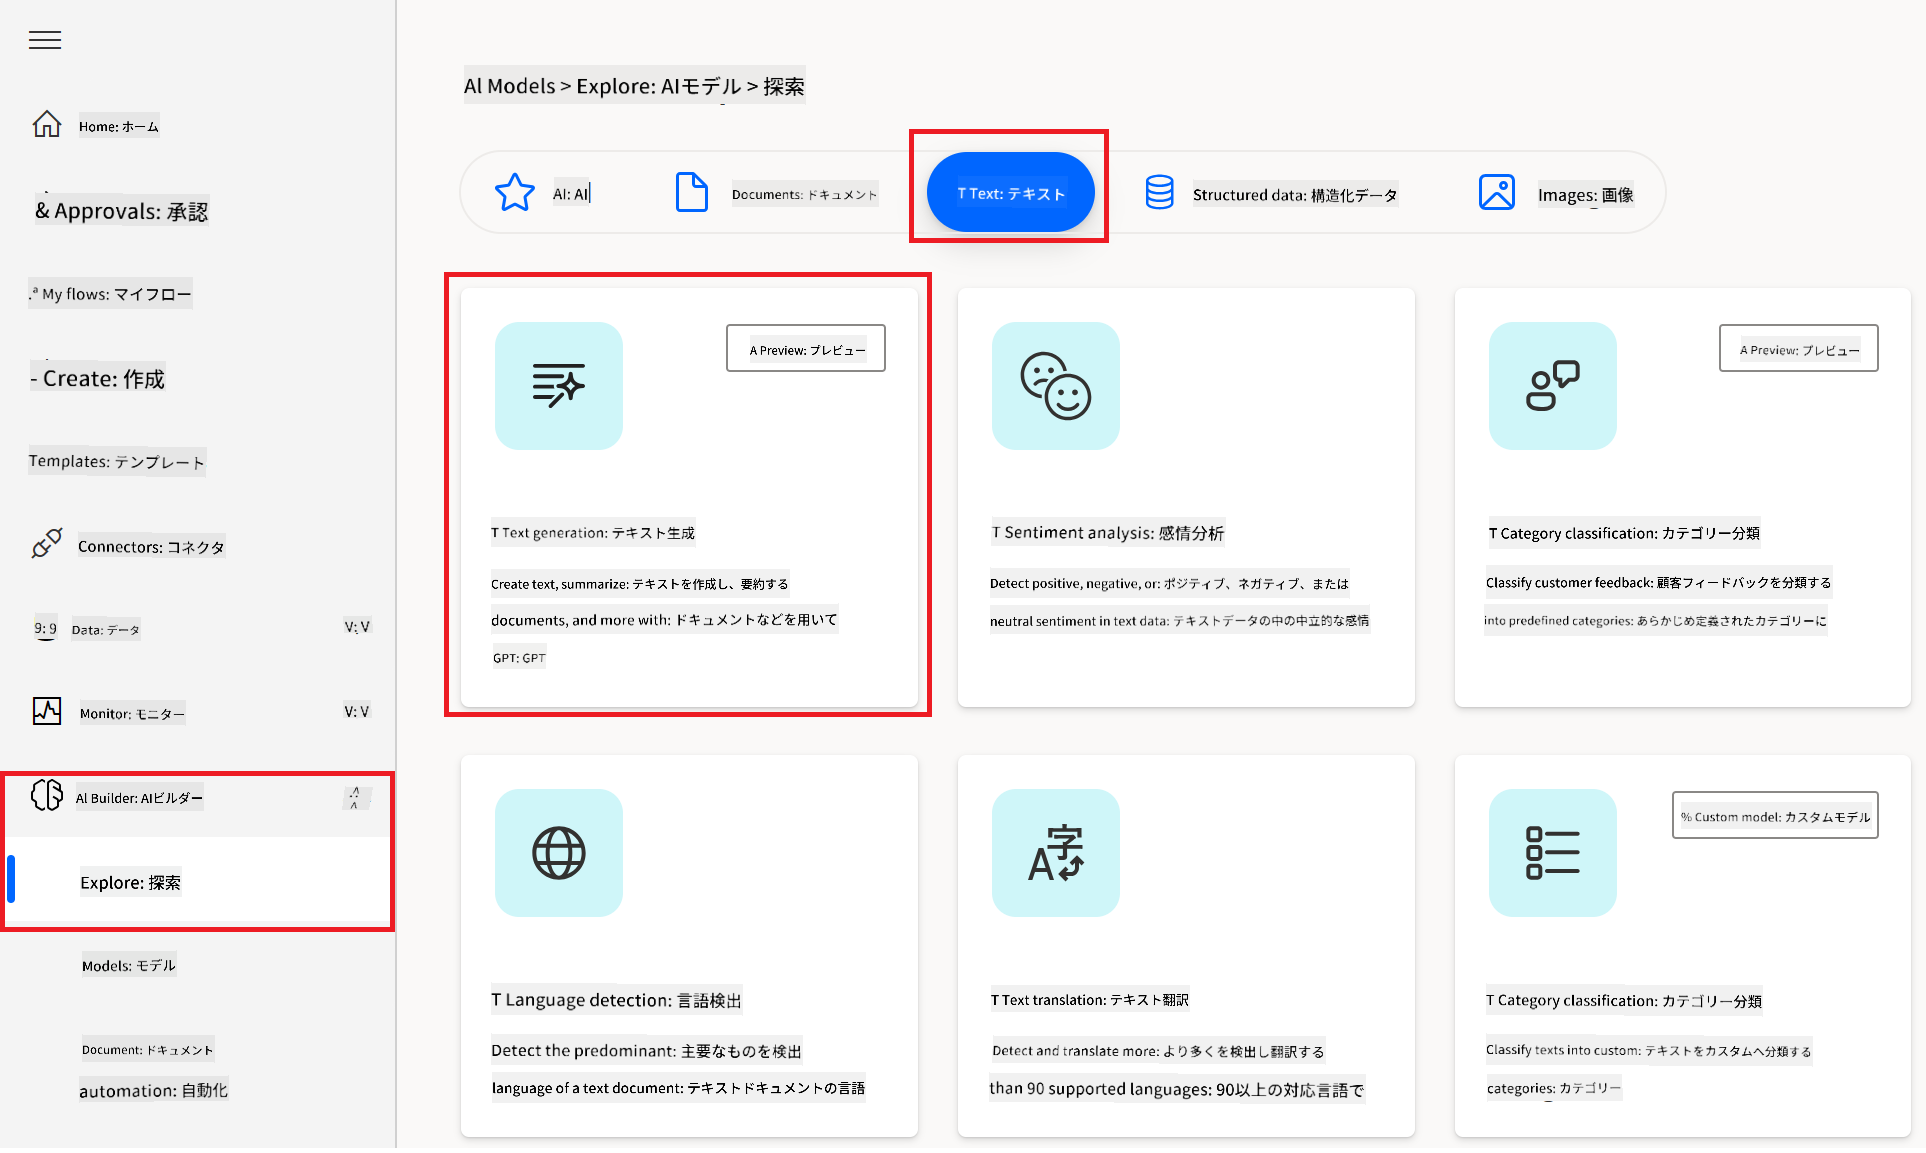 Al Models > Explore: AIモデル > 探索
Home: ホーム
& Approvals: 承認
.ª My flows: マイフロー
- Create: 作成
Templates: テンプレート
Connectors: コネクタ
9: 9 Data: データ V: V
Monitor: モニター V: V
Al Builder: AIビルダー
Explore: 探索
Models: モデル
Document: ドキュメント
automation: 自動化
AI: AI
Documents: ドキュメント
T Text: テキスト
Structured data: 構造化データ
Images: 画像
A Preview: プレビュー
T Text generation: テキスト生成
Create text, summarize: テキストを作成し、要約する
documents, and more with: ドキュメントなどを用いて
GPT: GPT
T Sentiment analysis: 感情分析
Detect positive, negative, or: ポジティブ、ネガティブ、または
neutral sentiment in text data: テキストデータの中の中立的な感情
A Preview: プレビュー
T Category classification: カテゴリー分類
Classify customer feedback: 顧客フィードバックを分類する
into predefined categories: あらかじめ定義されたカテゴリーに
T Language detection: 言語検出
Detect the predominant: 主要なものを検出
language of a text document: テキストドキュメントの言語
T Text translation: テキスト翻訳
Detect and translate more: より多くを検出し翻訳する
than 90 supported languages: 90以上の対応言語で
% Custom model: カスタムモデル
T Category classification: カテゴリー分類
Classify texts into custom: テキストをカスタムへ分類する
categories: カテゴリー